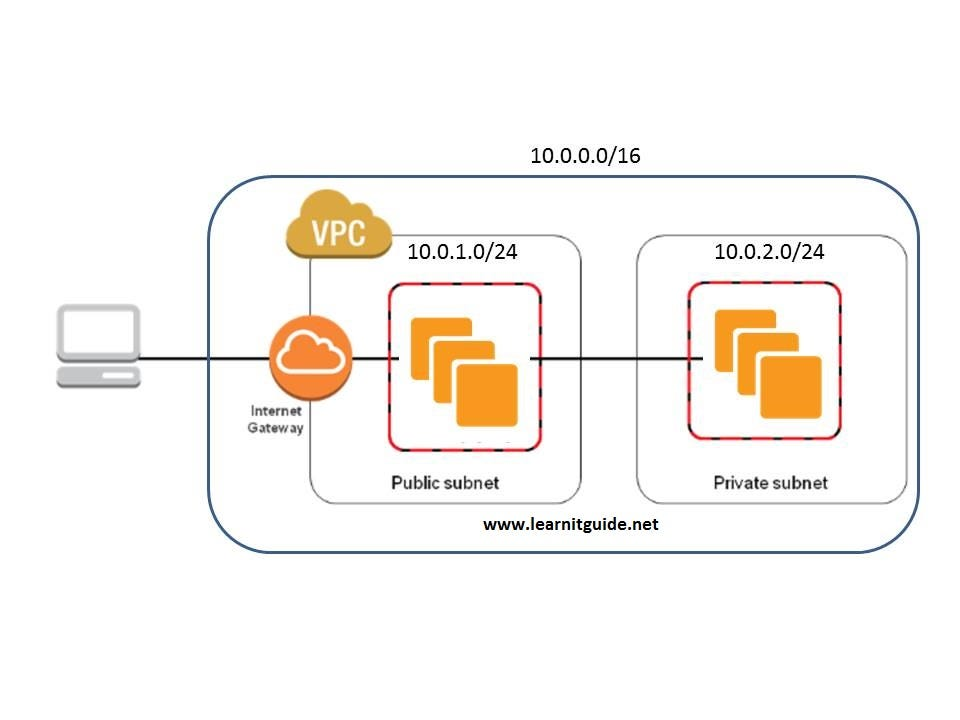 10.0.0.0/16
VPC
10.0.1.0/24
10.0.2.0/24
Internet
Gateway
Public subnet
Private subnet
www.learnitguide.net